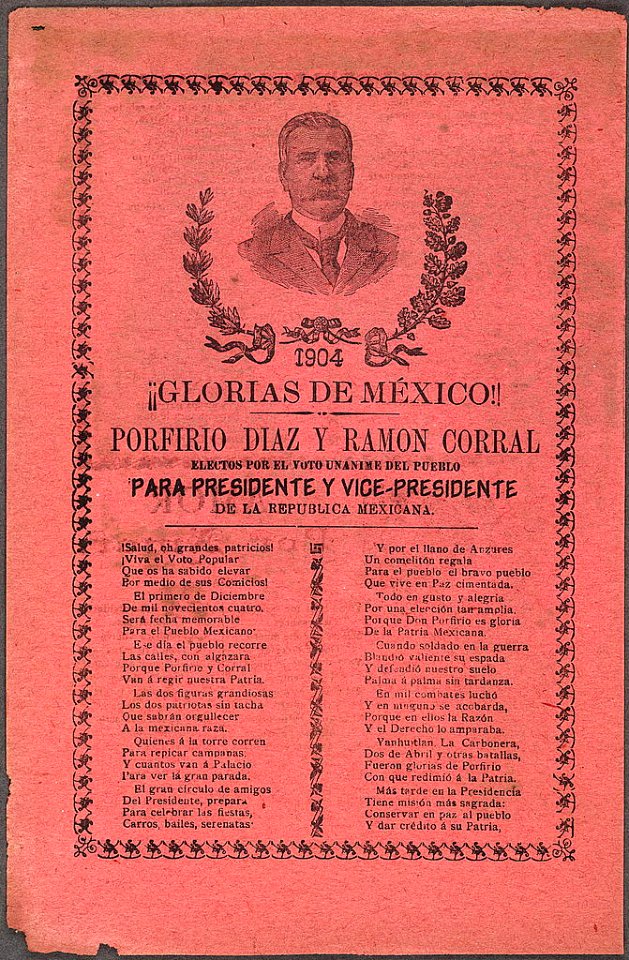 1904
¡¡GLORIAS DE MÉXICO!!
PORFIRIO DIAZ Y RAMON CORRAL
ELECTOS POR EL VOTO UNANIME DEL PUEBLO
PARA PRESIDENTE Y VICE-PRESIDENTE
DE LA REPUBLICA MEXICANA.
¡Salud, oh grandes patricios!
¡Viva el Voto Popular
Que os ha sabido elevar
Por medio de sus Comicios!
El primero de Diciembre
De mil novecientos cuatro.
Será fecha memorable
Para el Pueblo Mexicano
Ese día el pueblo recorre
Las calles, con algazara
Porque Porfirio y Corral
Van á regir nuestra Patria.
Las dos figuras grandiosas
Los dos patriotas sin tacha
Que sabrán orgullecer
A la mexicana raza.
Quienes á la torre corren
Para repicar campanas.
Y cuantos van á Palacio
Para ver la gran parada.
El gran círculo de amigos
Del Presidente, prepara
Para celebrar las fiestas,
Carros, bailes, serenatas
Y por el llano de Anzures
Un comelitón regala
Para el pueblo el bravo pueblo
Que vive en Paz cimentada.
Todo en gusto y alegría
Por una elección tan amplia.
Porque Don Porfirio es gloria
De la Patria Mexicana.
Cuando soldado en la guerra
Blandió valiente su espada
Y defandió nuestro suelo
Palma á palma sin tardanza.
En mil combates luchó
Y en ninguno se acobarda,
Porque en ellos la Razón
Y el Derecho lo amparaba.
Yanhuitlan, La Carbonera,
Dos de Abril y otras batallas,
Fueron glorias de Porfirio
Con que redimió á la Patria.
Más tarde en la Presidencia
Tiene misión más sagrada:
Conservar en paz al pueblo
Y dar crédito á su Patria,